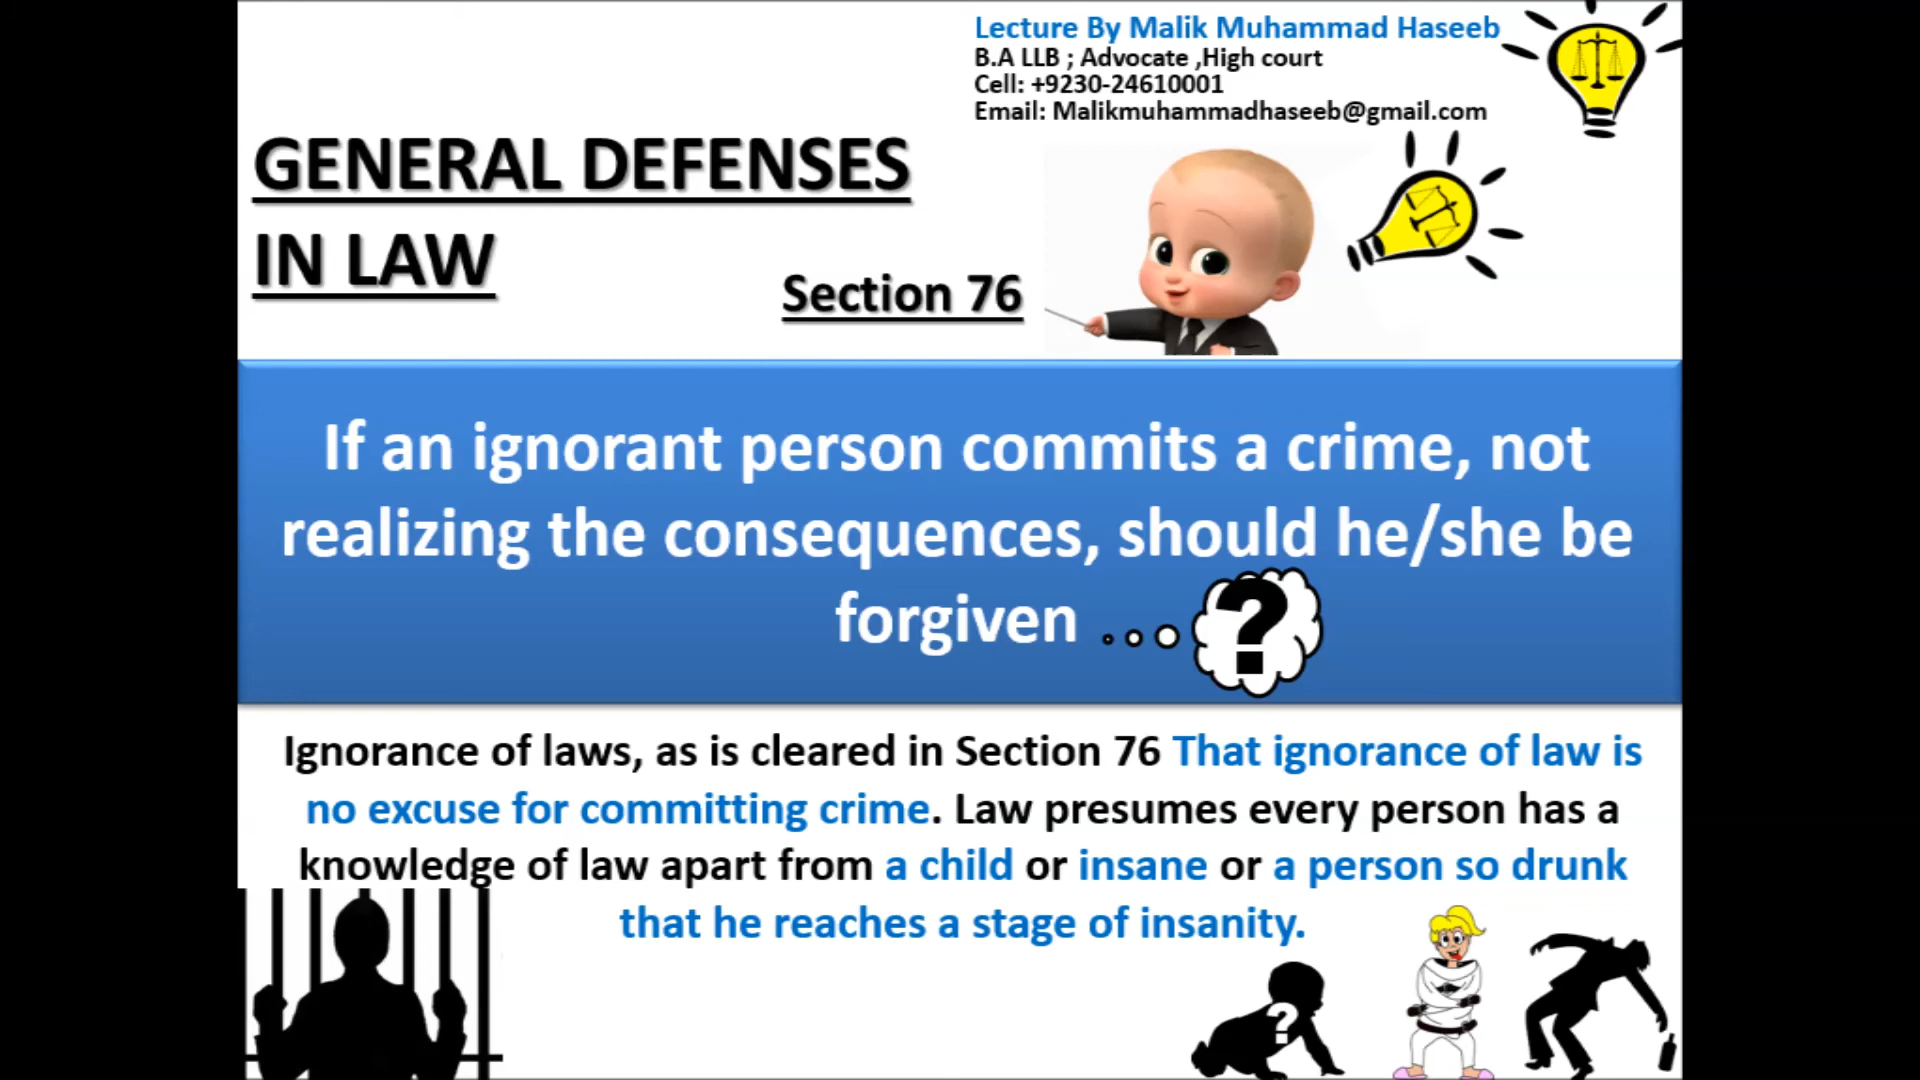 Lecture By Malik Muhammad Haseeb
B.A LLB ; Advocate ,High court
Cell: +9230-24610001
Email: Malikmuhammadhaseeb@gmail.com
GENERAL DEFENSES
IN LAW
Section 76
If an ignorant person commits a crime, not
realizing the consequences, should he/she be
forgiven ...?
Ignorance of laws, as is cleared in Section 76 That ignorance of law is
no excuse for committing crime. Law presumes every person has a
knowledge of law apart from a child or insane or a person so drunk
that he reaches a stage of insanity.
?